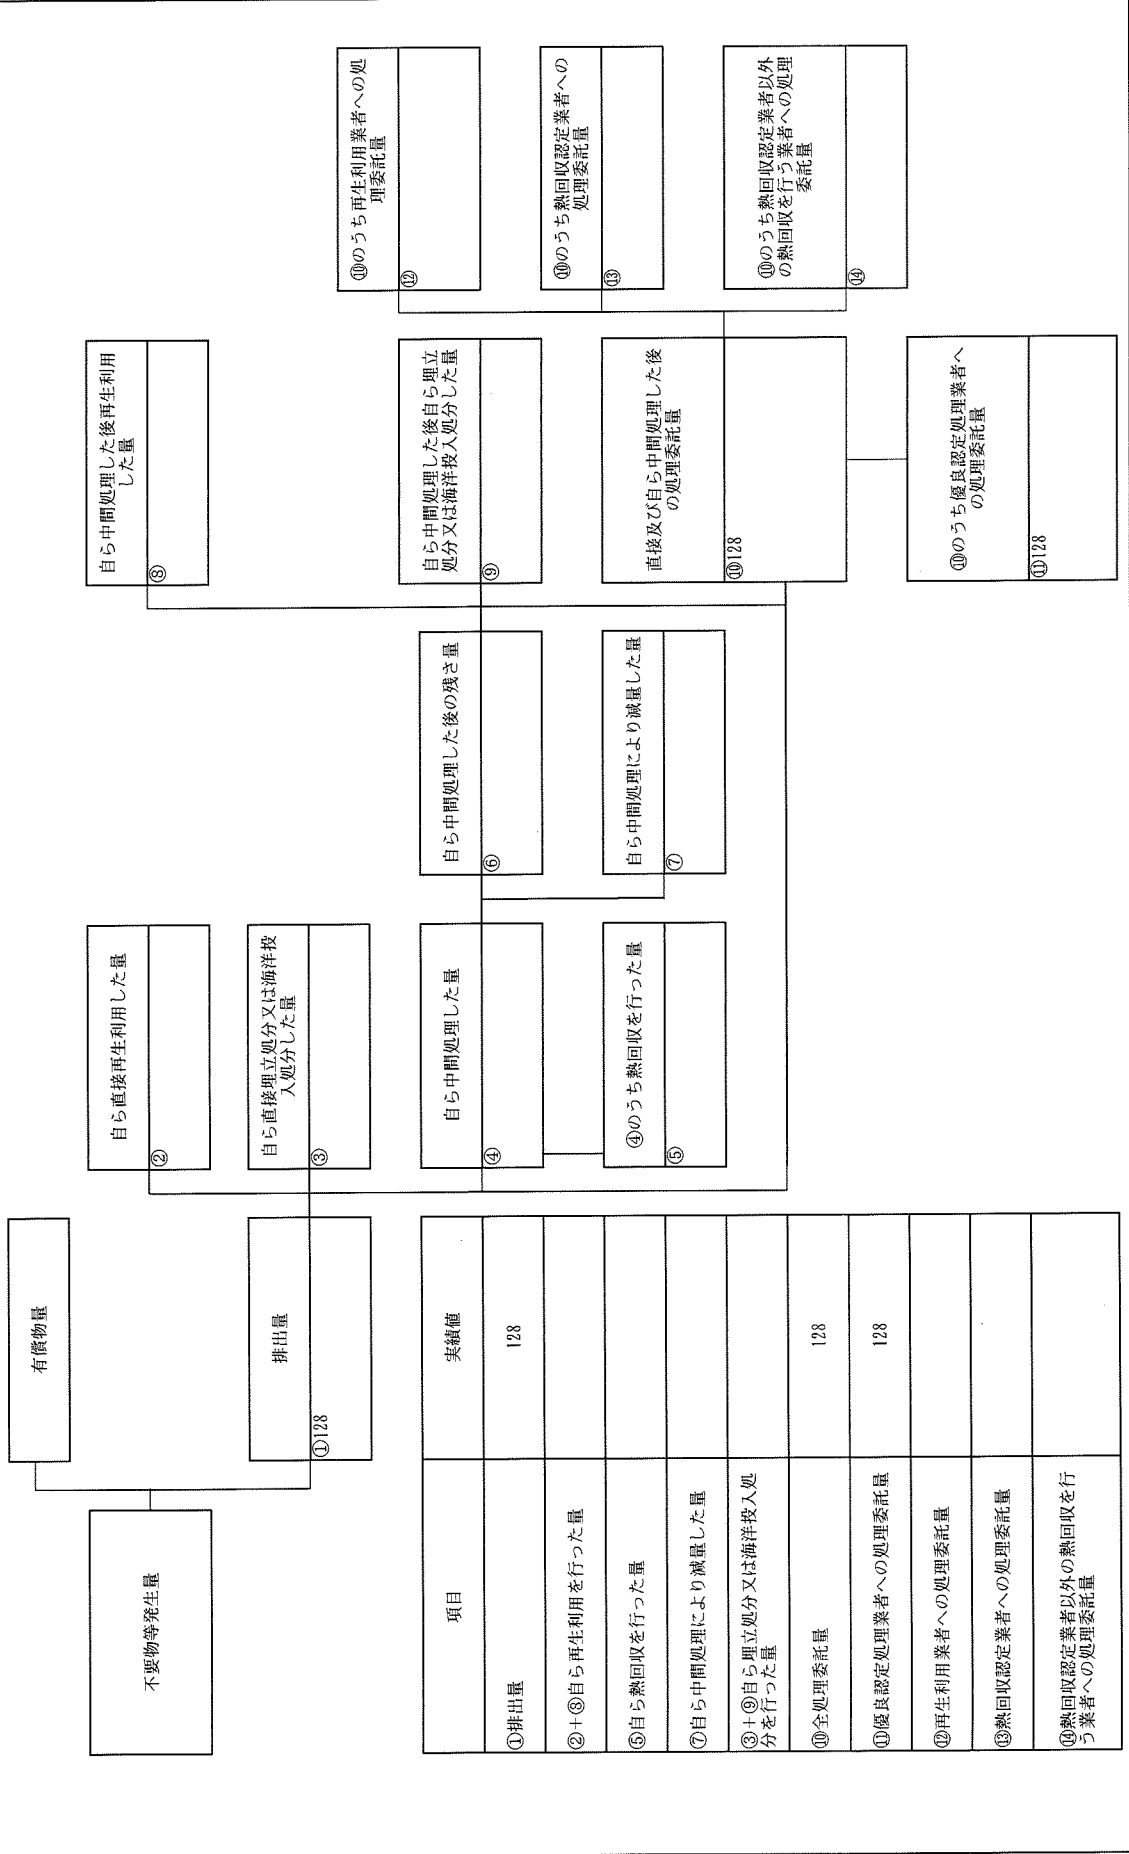 不要物等発生量
有償物量
排出量
①128
自ら直接再生利用した量
②
自ら直接埋立処分又は海洋投
入処分した量
③
自ら中間処理した量
④
④のうち熱回収を行った量
⑤
自ら中間処理した後の残さ量
⑥
自ら中間処理により減量した量
⑦
自ら中間処理した後再生利用
した量
⑧
自ら中間処理した後自ら埋立
処分又は海洋投入処分した量
⑨
直接及び自ら中間処理した後
の処理委託量
⑩128
⑩のうち優良認定処理業者へ
の処理委託量
⑪128
⑩のうち再生利用業者への処
理委託量
⑫
⑩のうち熱回収認定業者への
処理委託量
⑬
⑩のうち熱回収認定業者以外
の熱回収を行う業者への処理
委託量
⑭
項目 実績値
①排出量 128
②+⑧自ら再生利用を行った量
⑤自ら熱回収を行った量
⑦自ら中間処理により減量した量
③+⑨自ら埋立処分又は海洋投入処
分を行った量
⑩全処理委託量 128
⑪優良認定処理業者への処理委託量 128
⑫再生利用業者への処理委託量
⑬熱回収認定業者への処理委託量
⑭熱回収認定業者以外の熱回収を行
う業者への処理委託量